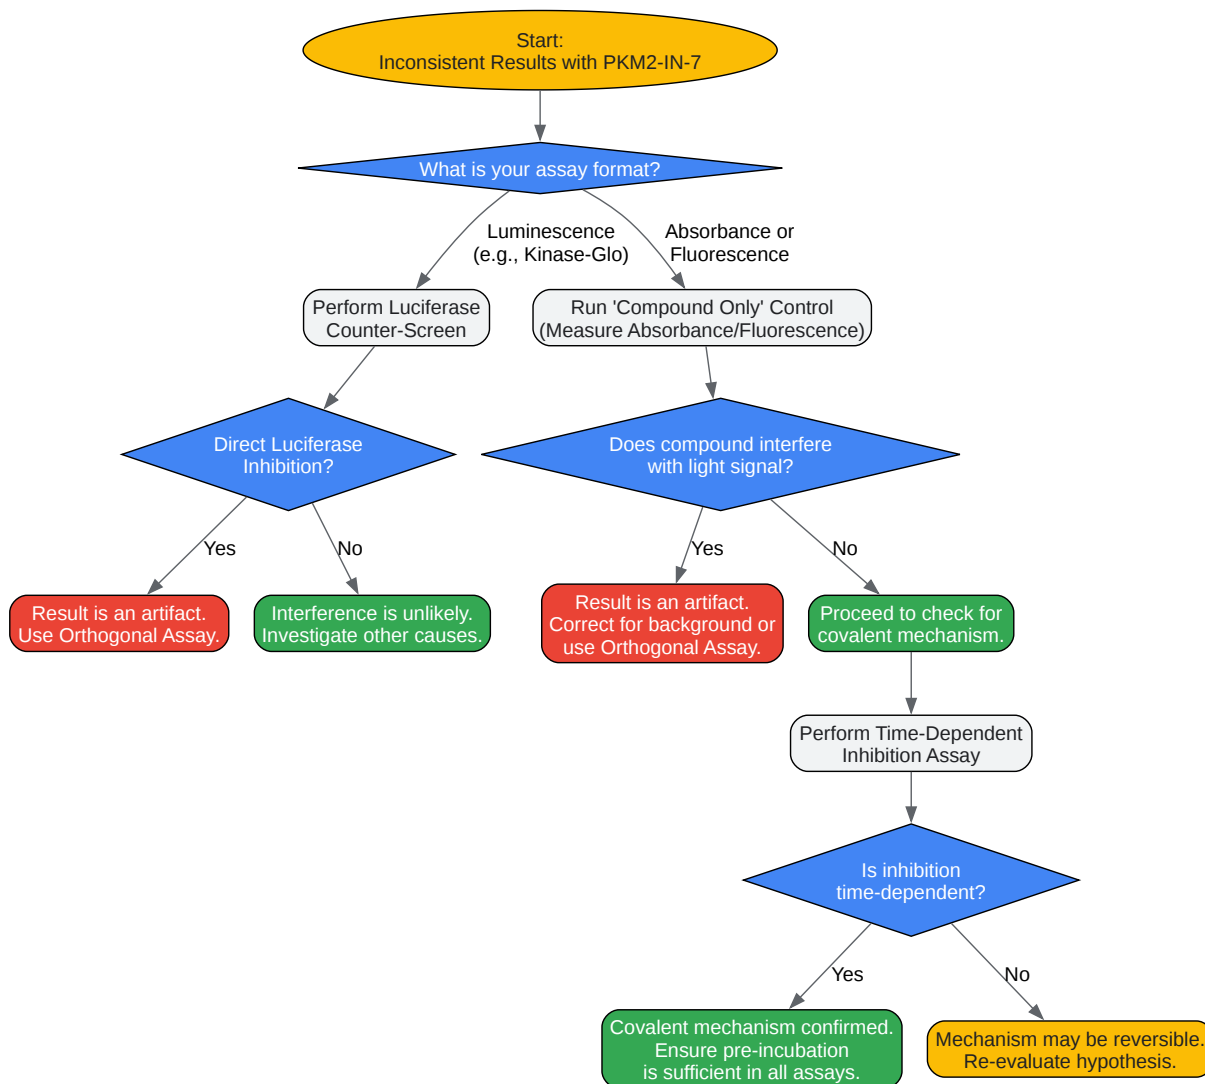 Start:
Inconsistent Results with PKM2-IN-7
What is your assay format?
Luminescence
(e.g., Kinase-Glo)
Absorbance or
Fluorescence
Perform Luciferase
Counter-Screen
Run 'Compound Only' Control
(Measure Absorbance/Fluorescence)
Direct Luciferase
Inhibition?
Does compound interfere
with light signal?
Yes
No
Yes
No
Result is an artifact.
Use Orthogonal Assay.
Interference is unlikely.
Investigate other causes.
Result is an artifact.
Correct for background or
use Orthogonal Assay.
Proceed to check for
covalent mechanism.
Perform Time-Dependent
Inhibition Assay
Is inhibition
time-dependent?
Yes
No
Covalent mechanism confirmed.
Ensure pre-incubation
is sufficient in all assays.
Mechanism may be reversible.
Re-evaluate hypothesis.